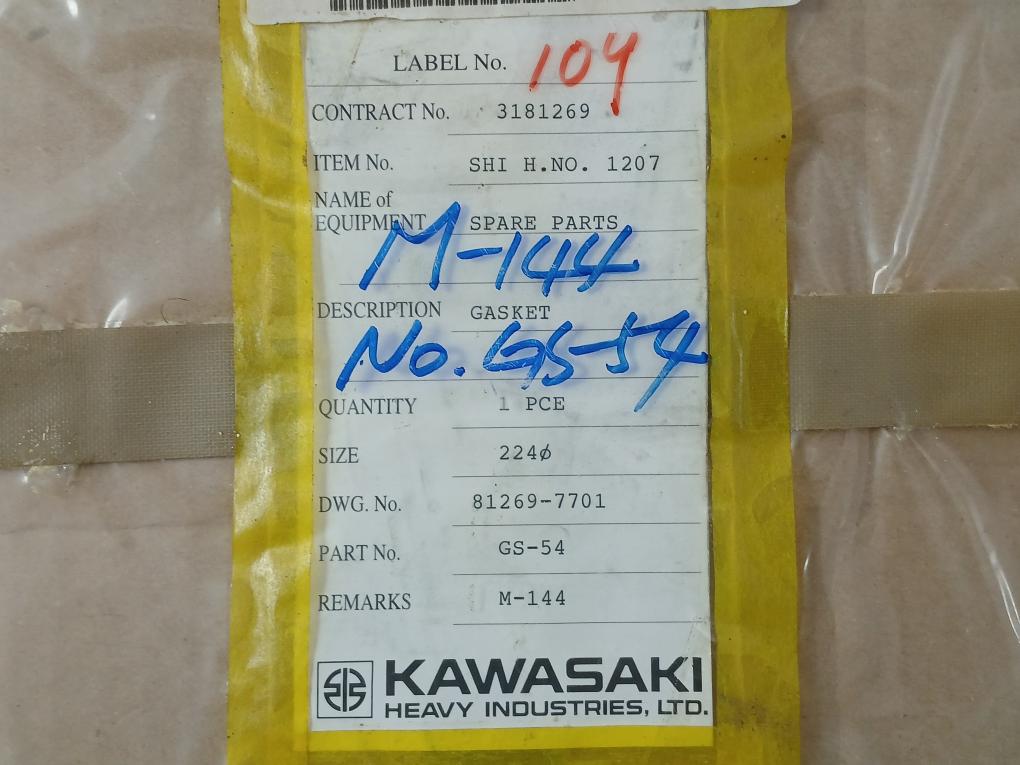 LABEL No. 104
CONTRACT No. 3181269
ITEM No. SHI H.NO. 1207
NAME of
EQUIPMENT SPARE PARTS
M-144
DESCRIPTION GASKET
No. GS-54
QUANTITY 1 PCE
SIZE 224ø
DWG. No. 81269-7701
PART No. GS-54
REMARKS M-144
KAWASAKI
HEAVY INDUSTRIES, LTD.